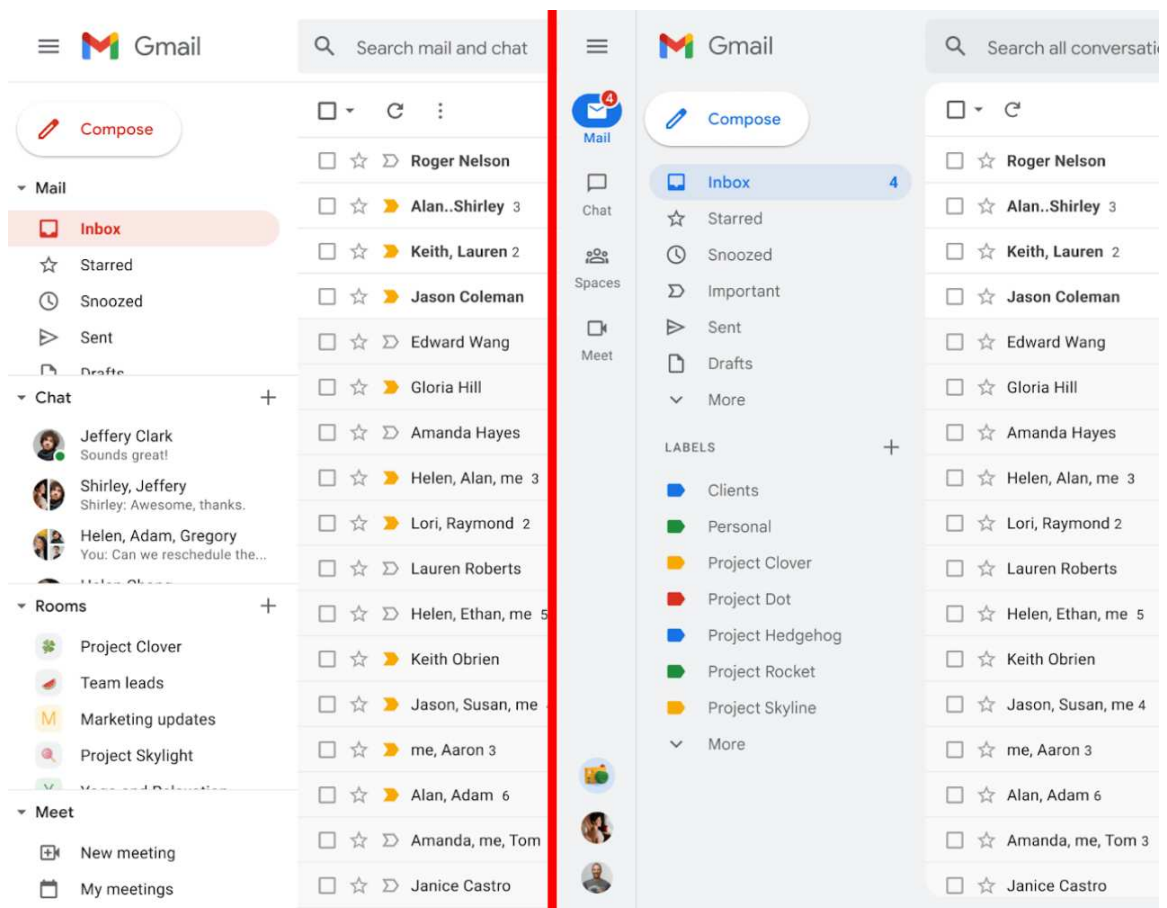 Gmail
Search mail and chat
Compose
Mail
Inbox
Starred
Snoozed
Sent
Drafts
Chat
Jeffery Clark
Sounds great!
Shirley, Jeffery
Shirley: Awesome, thanks.
Helen, Adam, Gregory
You: Can we reschedule the...
Rooms
Project Clover
Team leads
M Marketing updates
Project Skylight
Meet
New meeting
My meetings
Roger Nelson
Alan..Shirley 3
Keith, Lauren 2
Jason Coleman
Edward Wang
Gloria Hill
Amanda Hayes
Helen, Alan, me 3
Lori, Raymond 2
Lauren Roberts
Helen, Ethan, me 5
Keith Obrien
Jason, Susan, me
me, Aaron 3
Alan, Adam 6
Amanda, me, Tom
Janice Castro
4
Mail
Chat
Spaces
Meet
Gmail
Search all
Compose
Inbox 4
Starred
Snoozed
Important
Sent
Drafts
More
LABELS
Clients
Personal
Project Clover
Project Dot
Project Hedgehog
Project Rocket
Project Skyline
More
Roger Nelson
Alan..Shirley 3
Keith, Lauren 2
Jason Coleman
Edward Wang
Gloria Hill
Amanda Hayes
Helen, Alan, me 3
Lori, Raymond 2
Lauren Roberts
Helen, Ethan, me 5
Keith Obrien
Jason, Susan, me 4
me, Aaron 3
Alan, Adam 6
Amanda, me, Tom 3
Janice Castro